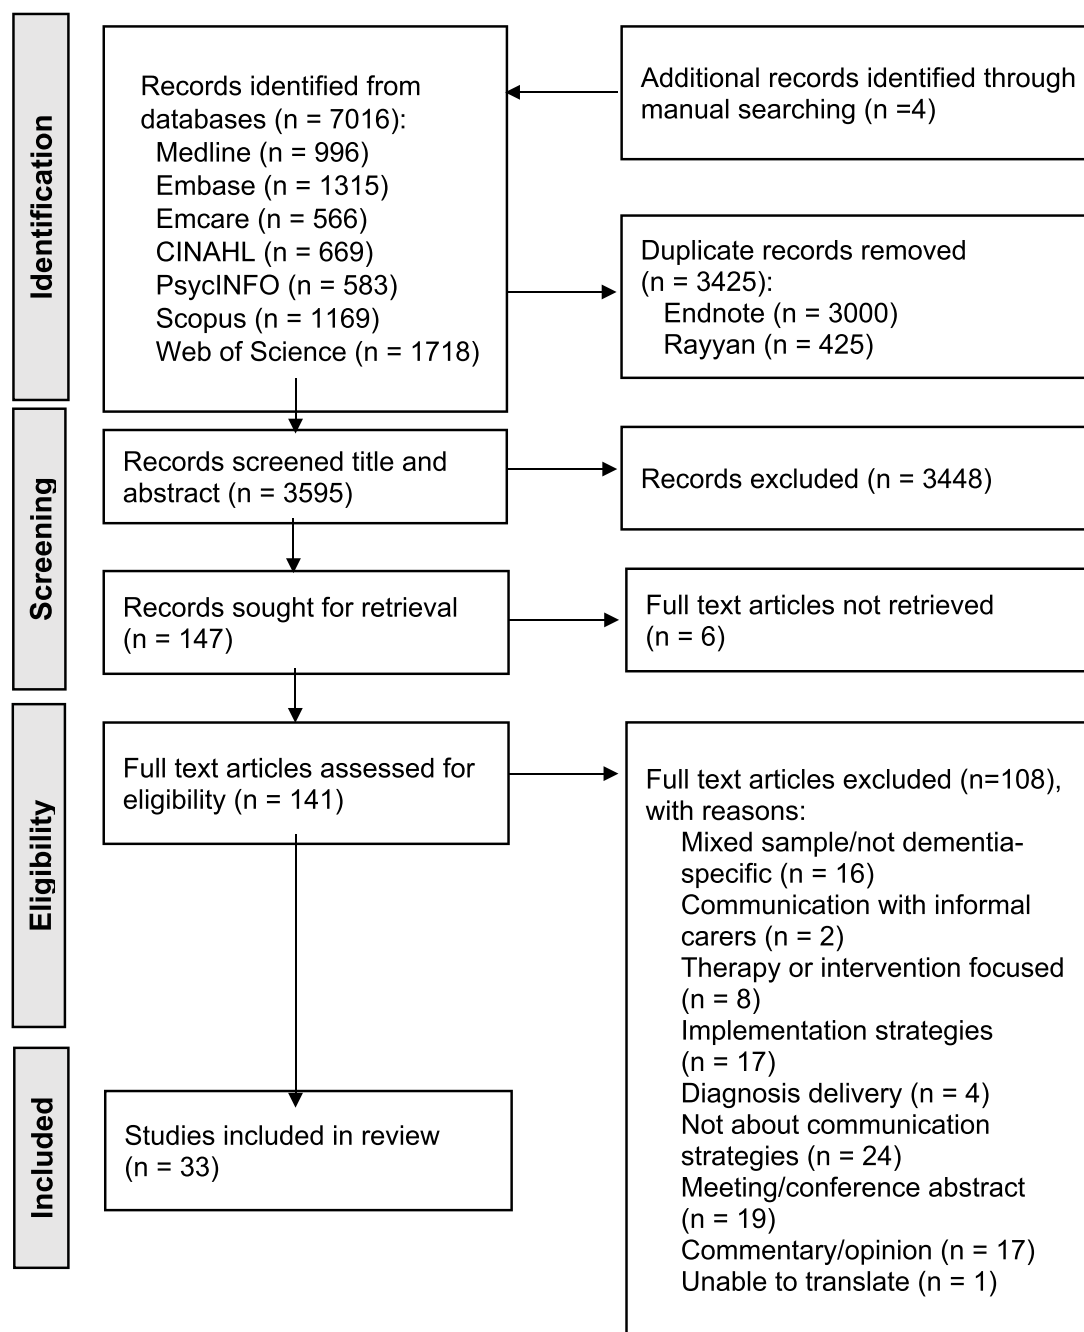 Identification
Records identified from
databases (n = 7016):
Medline (n = 996)
Embase (n = 1315)
Emcare (n = 566)
CINAHL (n = 669)
PsycINFO (n = 583)
Scopus (n = 1169)
Web of Science (n = 1718)
Additional records identified through
manual searching (n =4)
Duplicate records removed
(n = 3425):
Endnote (n = 3000)
Rayyan (n = 425)
Screening
Records screened title and
abstract (n = 3595)
Records excluded (n = 3448)
Records sought for retrieval
(n = 147)
Full text articles not retrieved
(n = 6)
Eligibility
Full text articles assessed for
eligibility (n = 141)
Full text articles excluded (n=108),
with reasons:
Mixed sample/not dementia-
specific (n = 16)
Communication with informal
carers (n = 2)
Therapy or intervention focused
(n = 8)
Implementation strategies
(n = 17)
Diagnosis delivery (n = 4)
Not about communication
strategies (n = 24)
Meeting/conference abstract
(n = 19)
Commentary/opinion (n = 17)
Unable to translate (n = 1)
Included
Studies included in review
(n = 33)